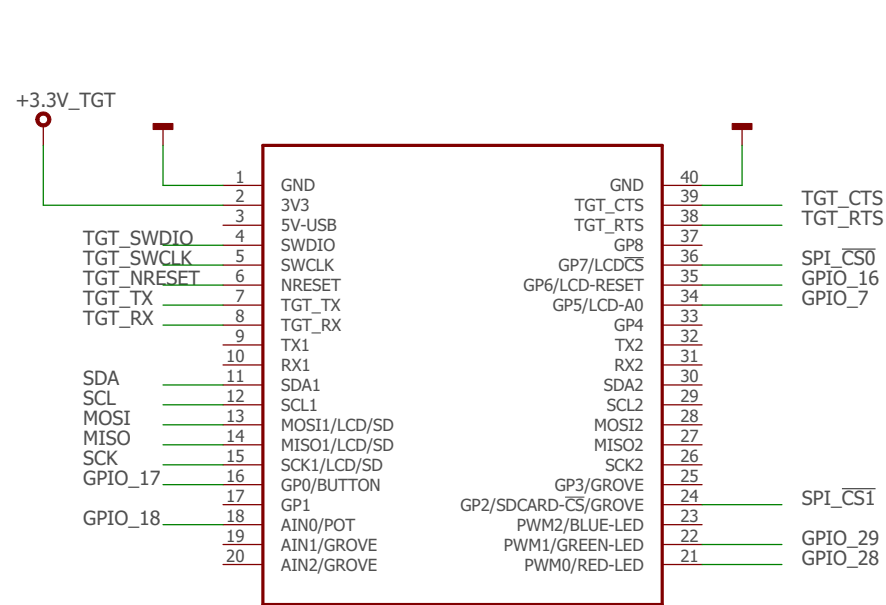 +3.3V_TGT
1 GND GND 40
2 3V3 TGT_CTS 39 TGT_CTS
3 5V-USB TGT_RTS 38 TGT_RTS
TGT_SWDIO 4 SWDIO GP8 37
TGT_SWCLK 5 SWCLK GP7/LCDC̅S̅ 36 SPI_C̅S̅0̅
TGT_NRESET 6 NRESET GP6/LCD-RESET 35 GPIO_16
TGT_TX 7 TGT_TX GP5/LCD-A0 34 GPIO_7
TGT_RX 8 TGT_RX GP4 33
9 TX1 TX2 32
10 RX1 RX2 31
SDA 11 SDA1 SDA2 30
SCL 12 SCL1 SCL2 29
MOSI 13 MOSI1/LCD/SD MOSI2 28
MISO 14 MISO1/LCD/SD MISO2 27
SCK 15 SCK1/LCD/SD SCK2 26
GPIO_17 16 GP0/BUTTON GP3/GROVE 25
17 GP1 GP2/SDCARD-C̅S̅/GROVE 24 SPI_C̅S̅1̅
GPIO_18 18 AIN0/POT PWM2/BLUE-LED 23
19 AIN1/GROVE PWM1/GREEN-LED 22 GPIO_29
20 AIN2/GROVE PWM0/RED-LED 21 GPIO_28